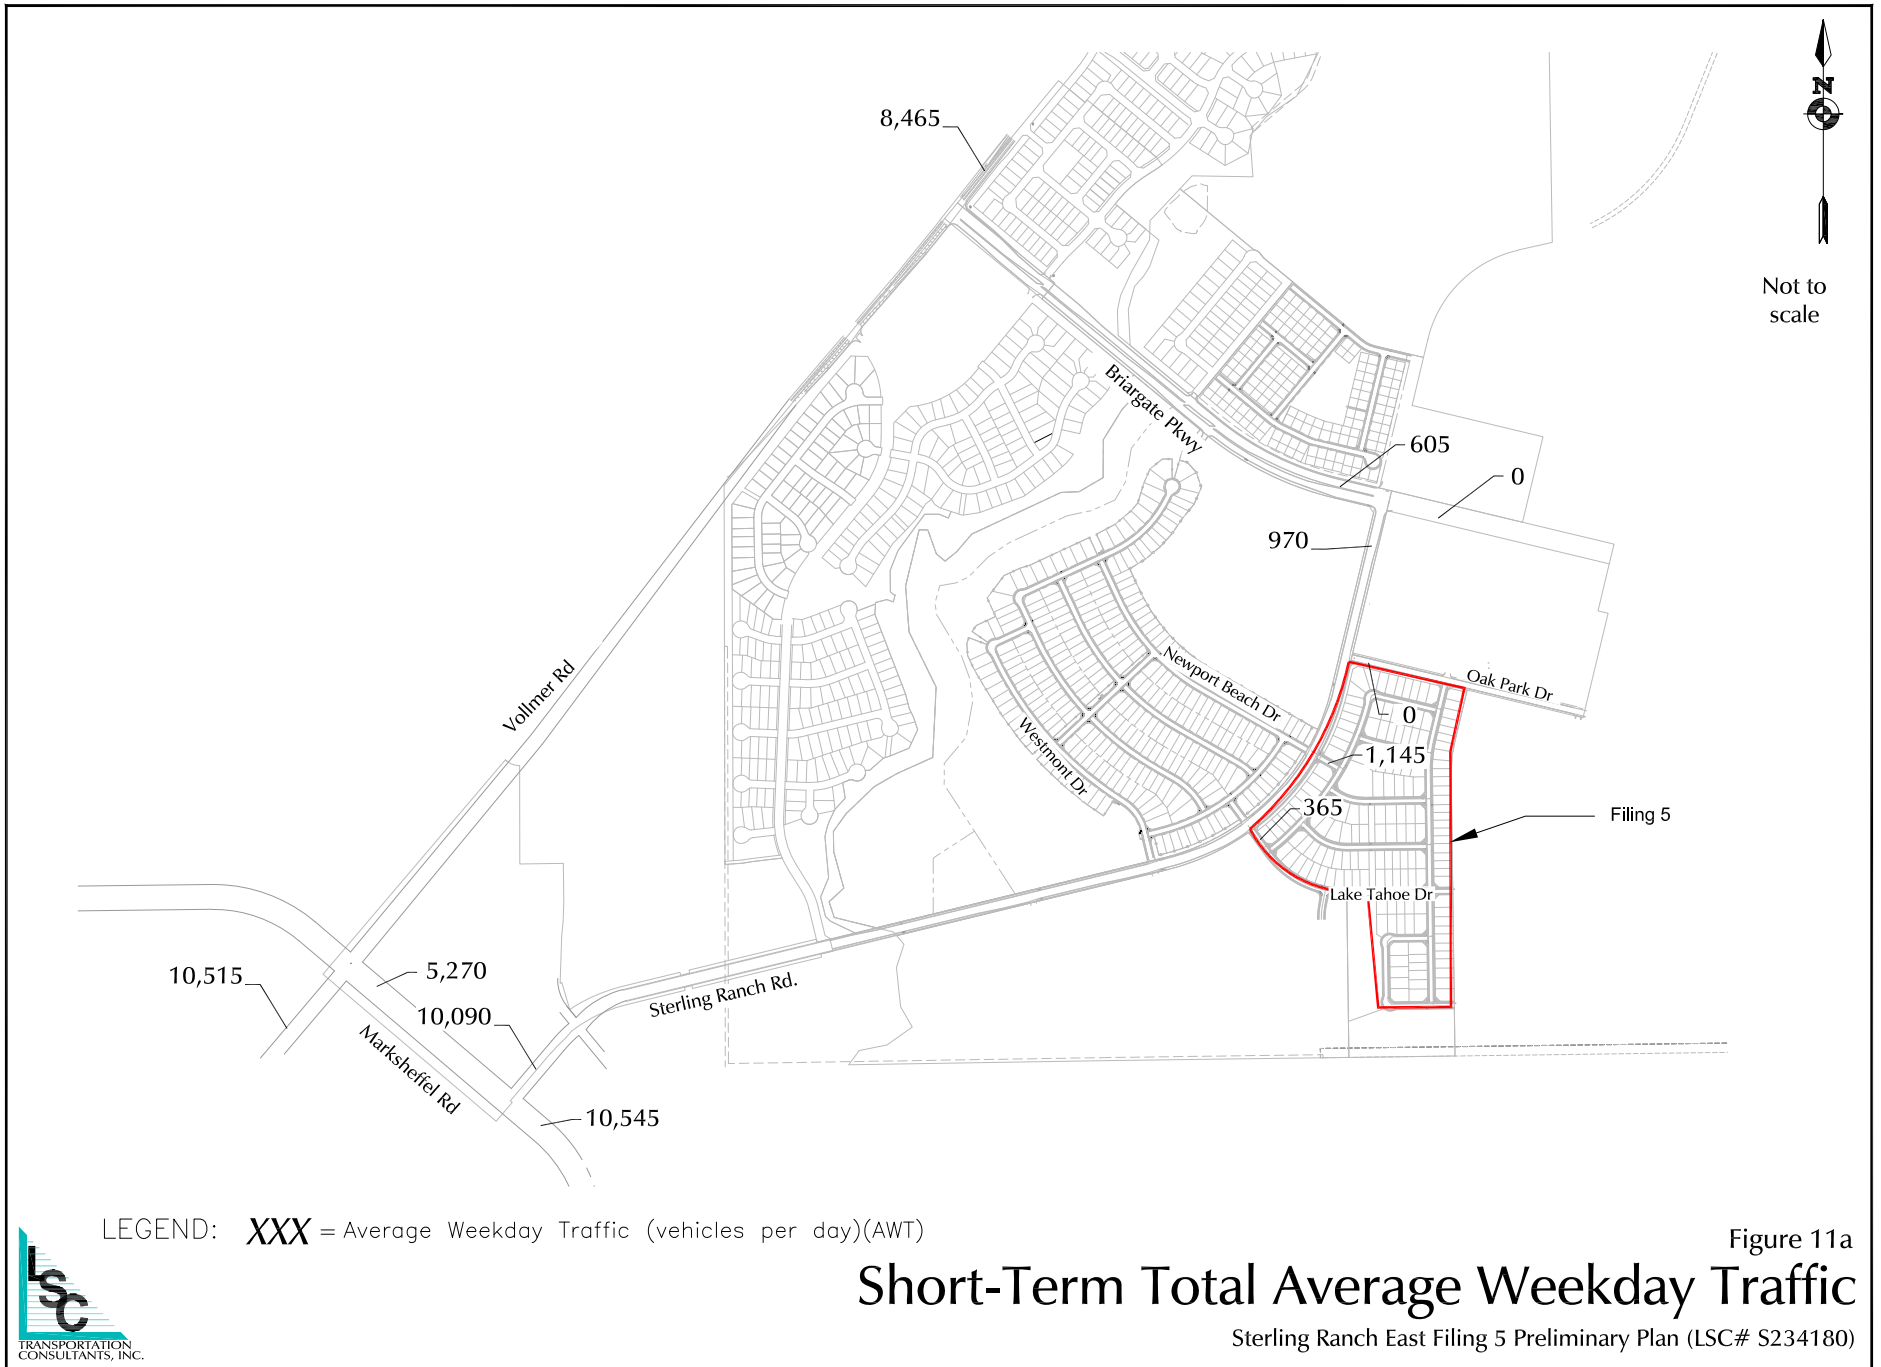 8,465
N
Not to
scale
Briargate Pkwy
605
0
970
Vollmer Rd
Newport Beach Dr
Oak Park Dr
0
Westmont Dr
1,145
365
Filing 5
Lake Tahoe Dr
10,515
5,270
10,090
Sterling Ranch Rd.
Marksheffel Rd
10,545
LEGEND: XXX = Average Weekday Traffic (vehicles per day)(AWT)
Figure 11a
Short-Term Total Average Weekday Traffic
Sterling Ranch East Filing 5 Preliminary Plan (LSC# S234180)
LSC
TRANSPORTATION
CONSULTANTS, INC.